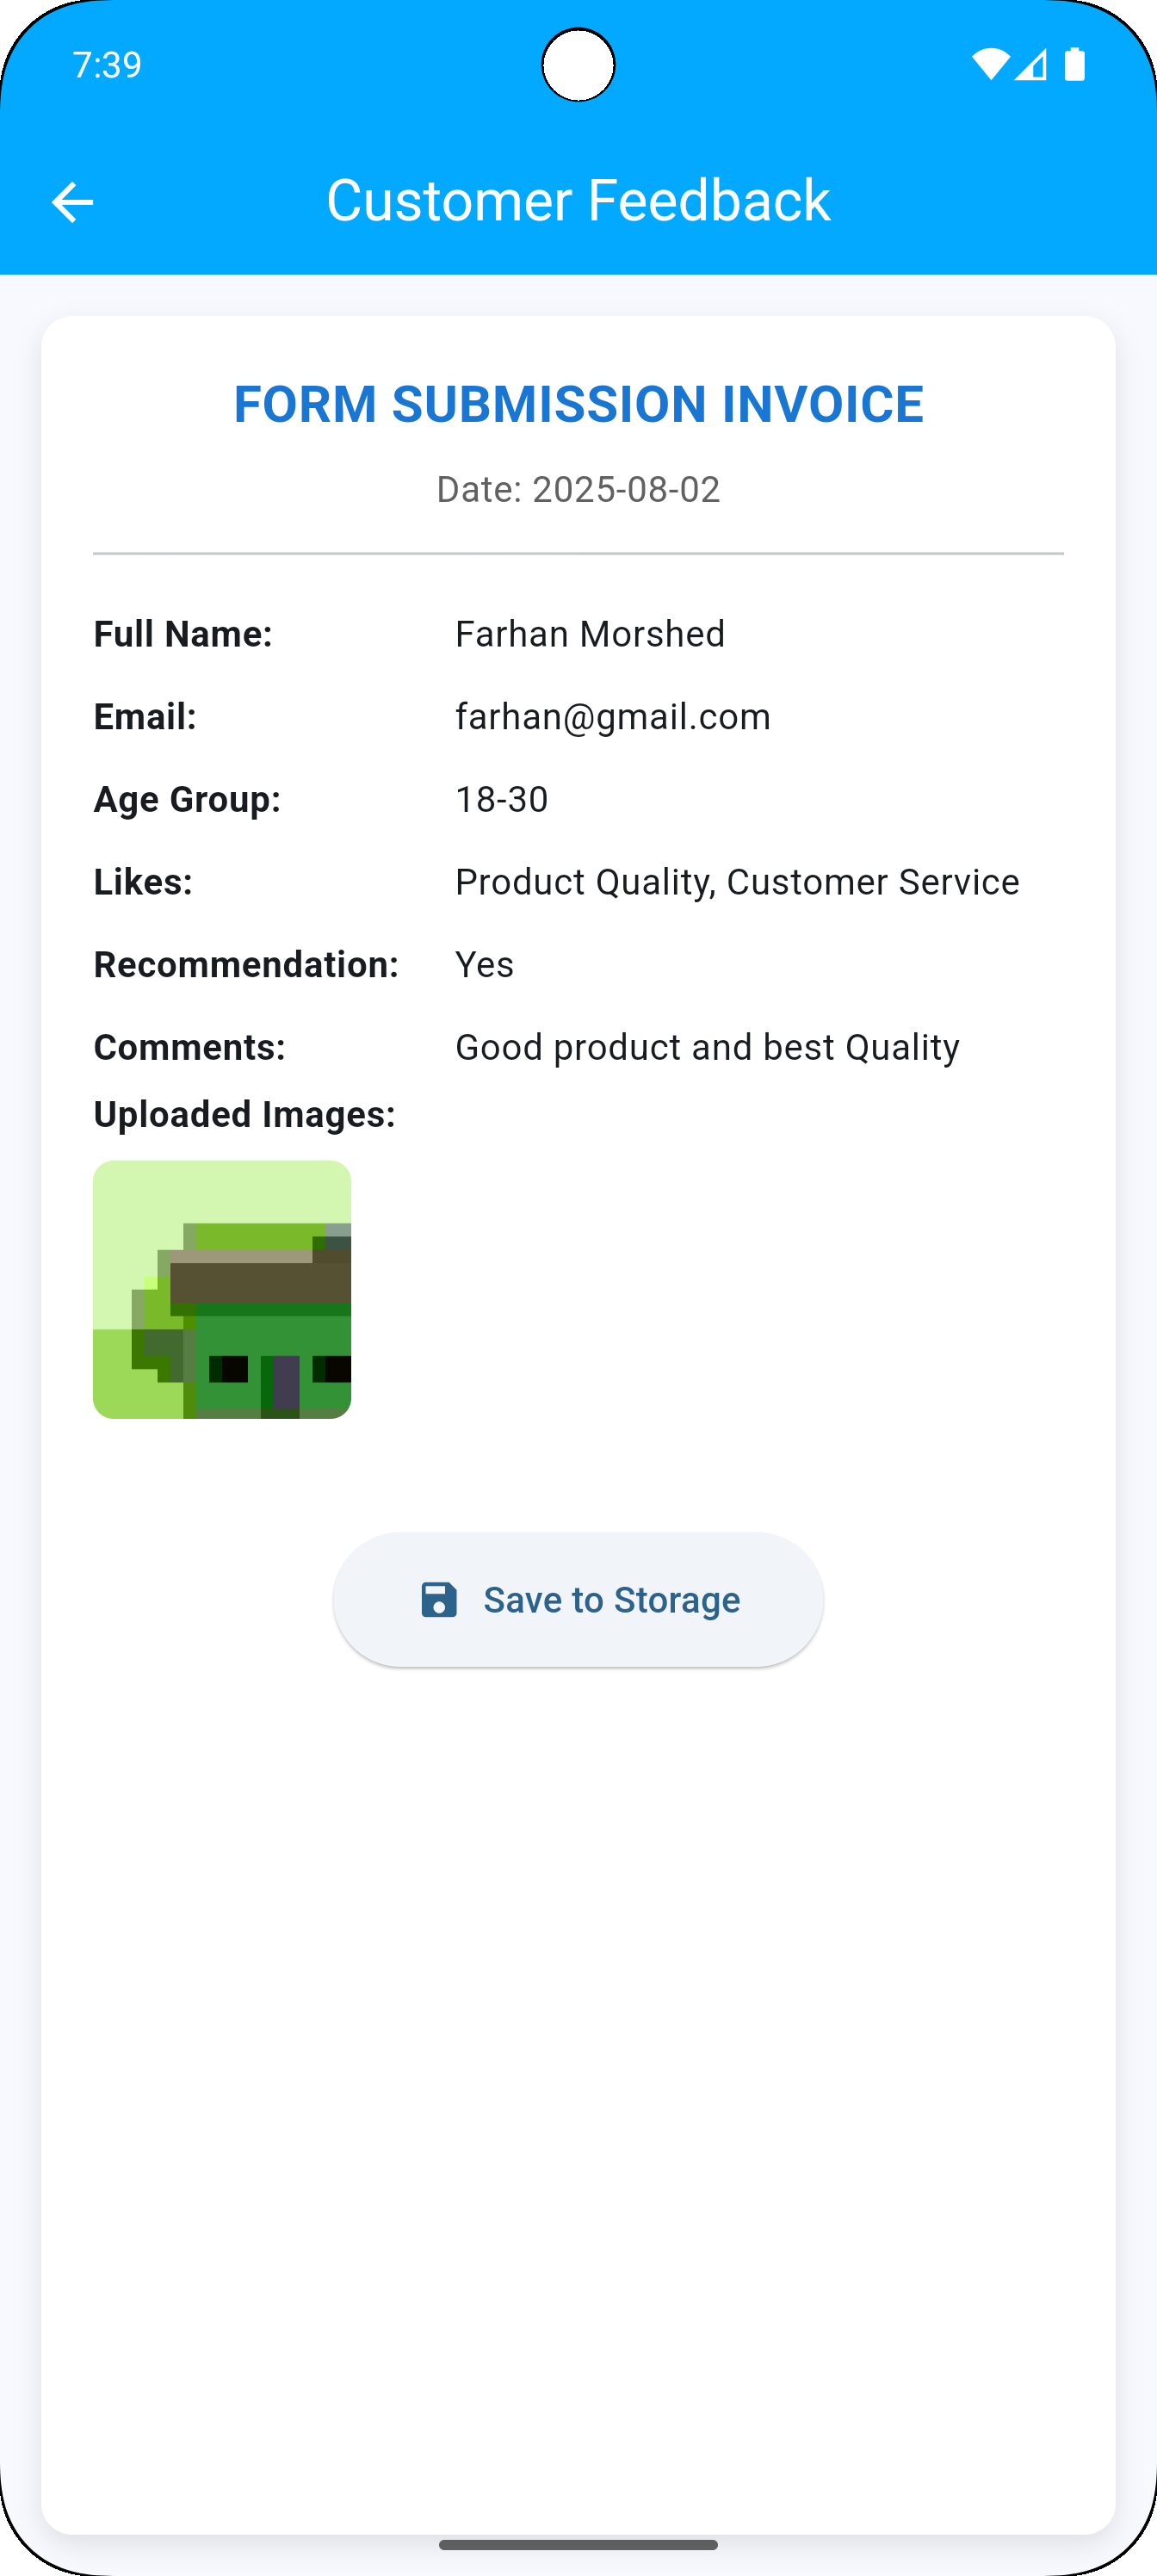 7:39
Customer Feedback
FORM SUBMISSION INVOICE
Date: 2025-08-02
Full Name: Farhan Morshed
Email: farhan@gmail.com
Age Group: 18-30
Likes: Product Quality, Customer Service
Recommendation: Yes
Comments: Good product and best Quality
Uploaded Images:
Save to Storage